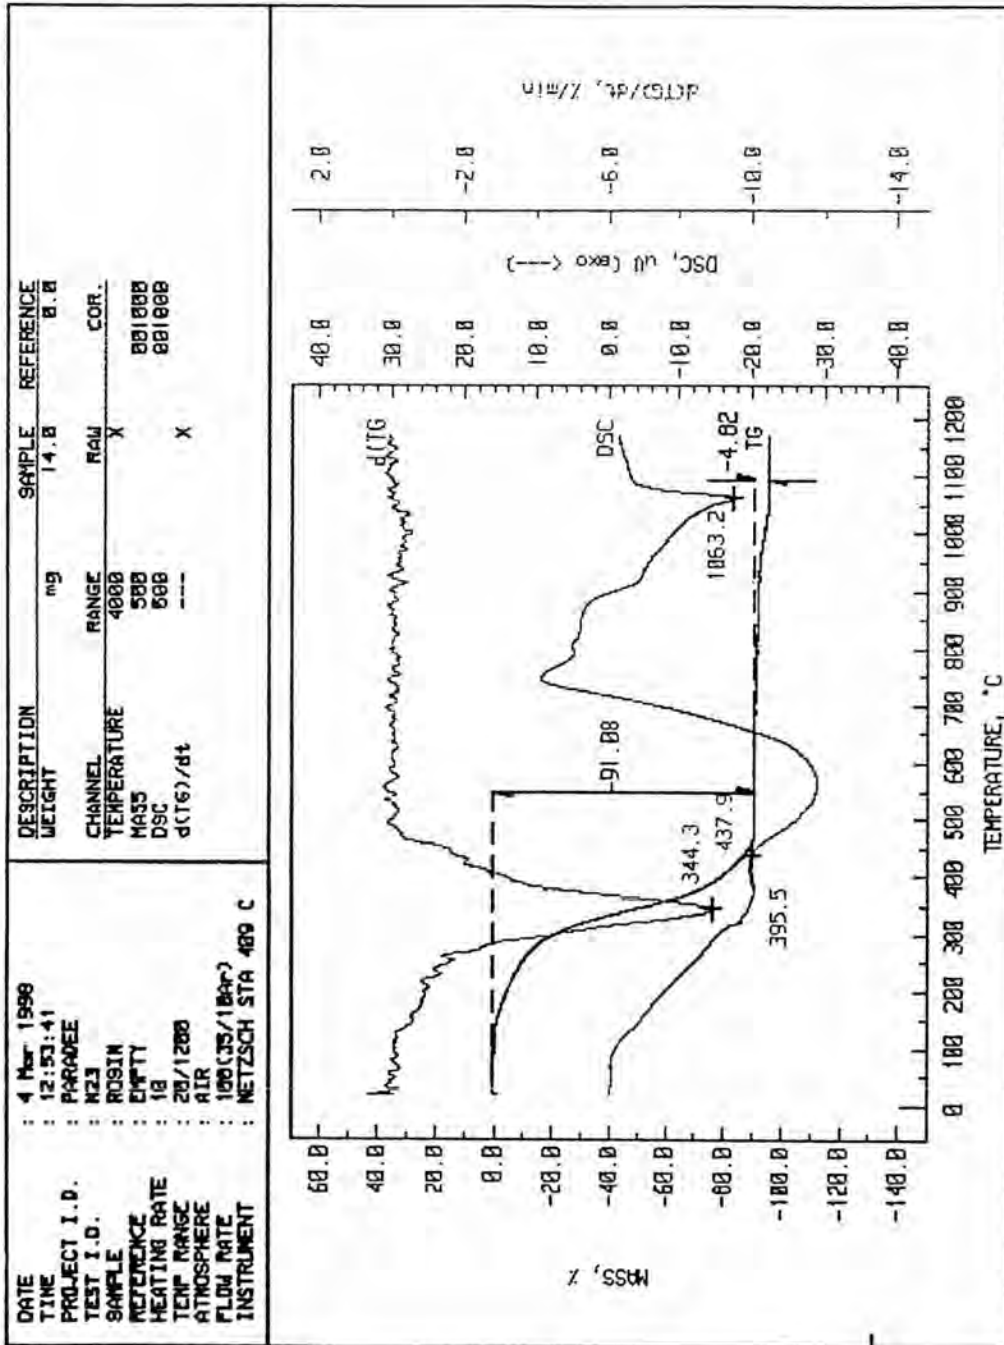 DATE : 4 Mar 1998
TIME : 12:53:41
PROJECT I.D. : PARADEE
TEST I.D. : N23
SAMPLE : ROSIN
REFERENCE : EMPTY
HEATING RATE : 10
TEMP RANGE : 20/1200
ATMOSPHERE : AIR
FLOW RATE
INSTRUMENT : NETZSCH STA 409 C
DESCRIPTION SAMPLE REFERENCE
WEIGHT mg 14.0 0.0
CHANNEL RANGE RAW COR.
TEMPERATURE 4000 X
MASS 500 001000
DSC 500 001000
d(TG)/dt --- X
MASS, %
60.0
40.0
20.0
0.0
-20.0
-40.0
-60.0
-80.0
-100.0
-120.0
-140.0
d(TG
DSC
TG
-91.08
344.3
437.9
395.5
1063.2
-4.82
0 100 200 300 400 500 600 700 800 900 1000 1100 1200
TEMPERATURE, °C
40.0
30.0
20.0
10.0
0.0
-10.0
-20.0
-30.0
-40.0
DSC, uV (exo <---)
2.0
-2.0
-6.0
-10.0
-14.0
d(TG)/dt, %/min